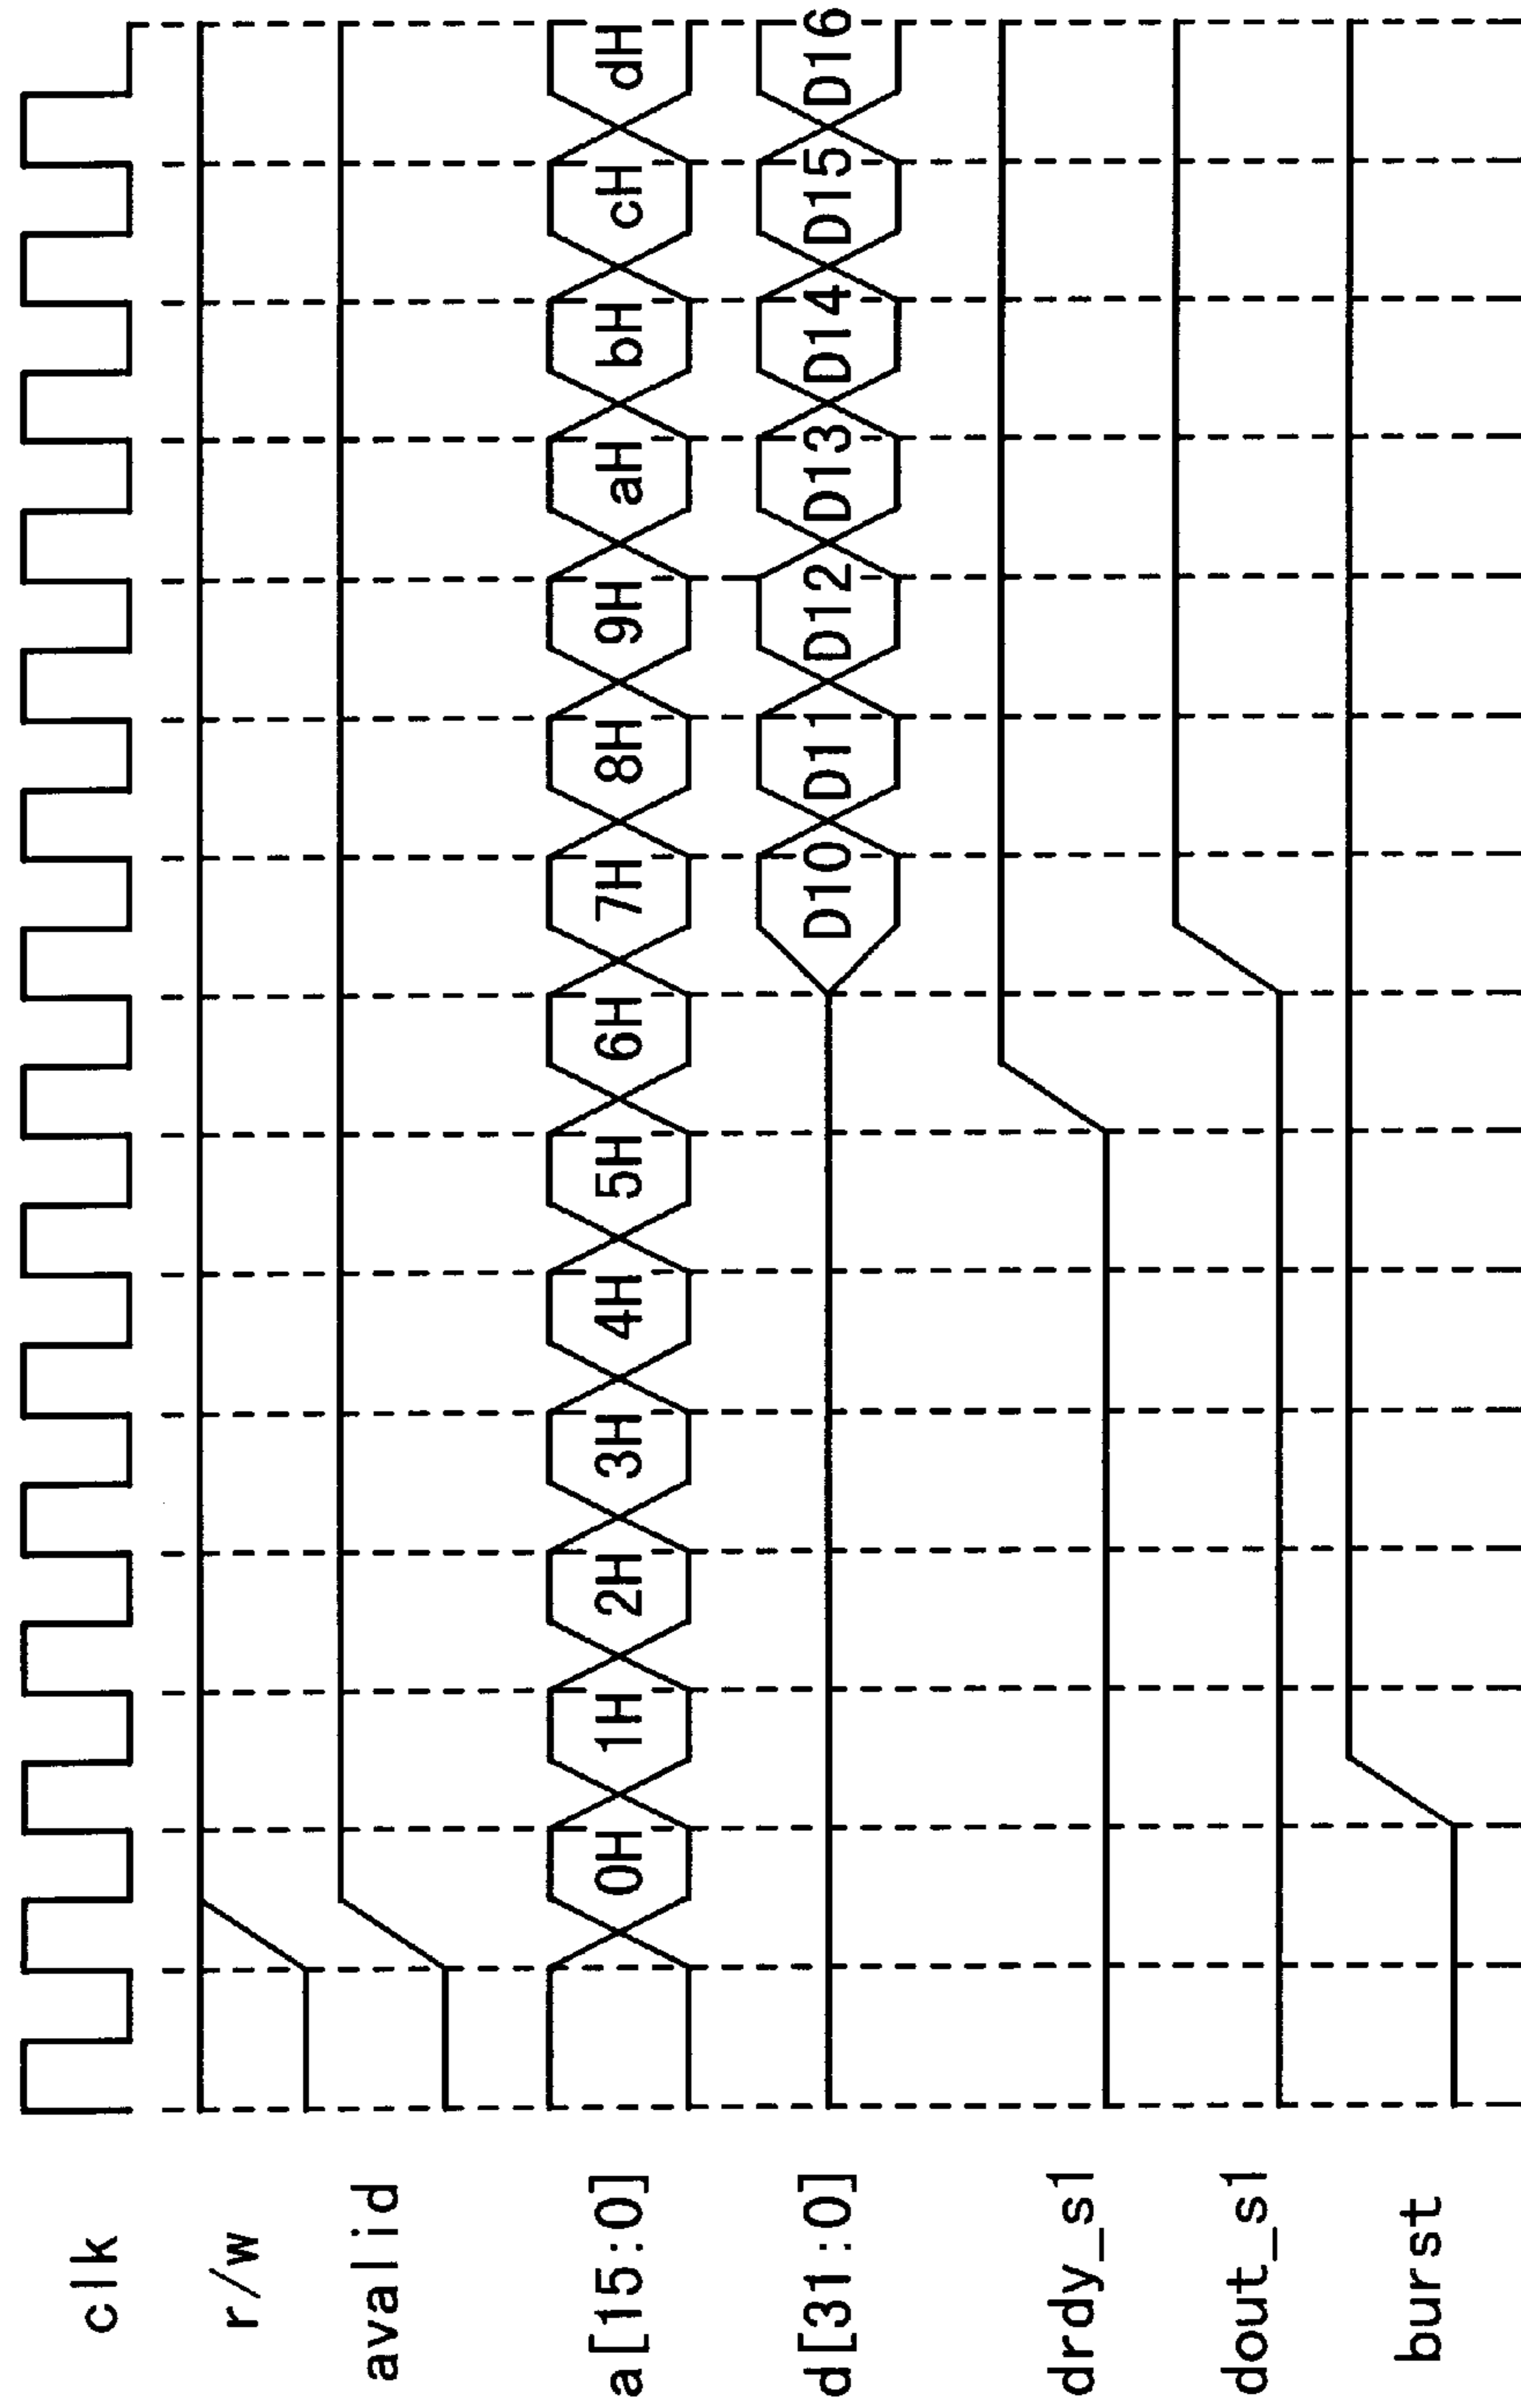 clk
r/w
avalid
a[15:0] 0H 1H 2H 3H 4H 5H 6H 7H 8H 9H aH bH cH dH
d[31:0] D10 D11 D12 D13 D14 D15 D16
drdy_s1
dout_s1
burst